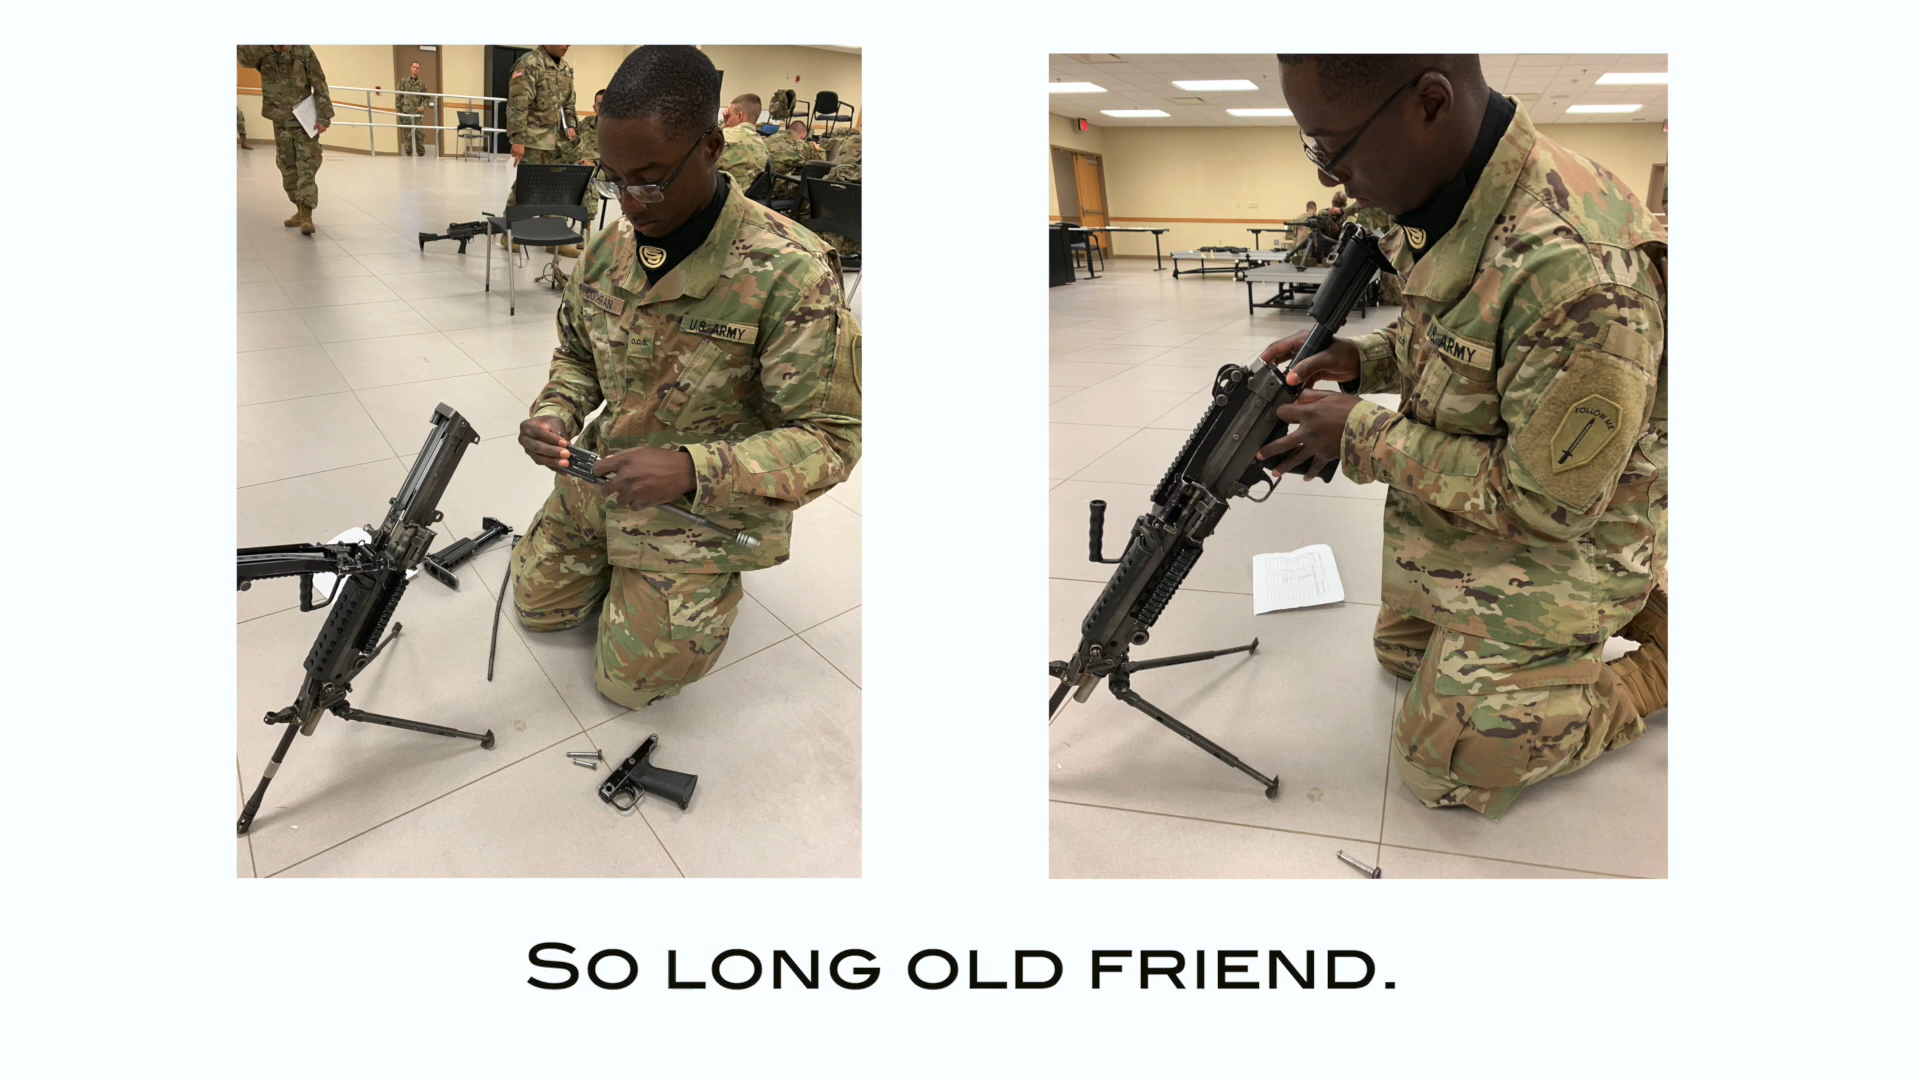 U.S. ARMY
O.C.S.
U.S. ARMY
FOLLOW ME
So long old friend.